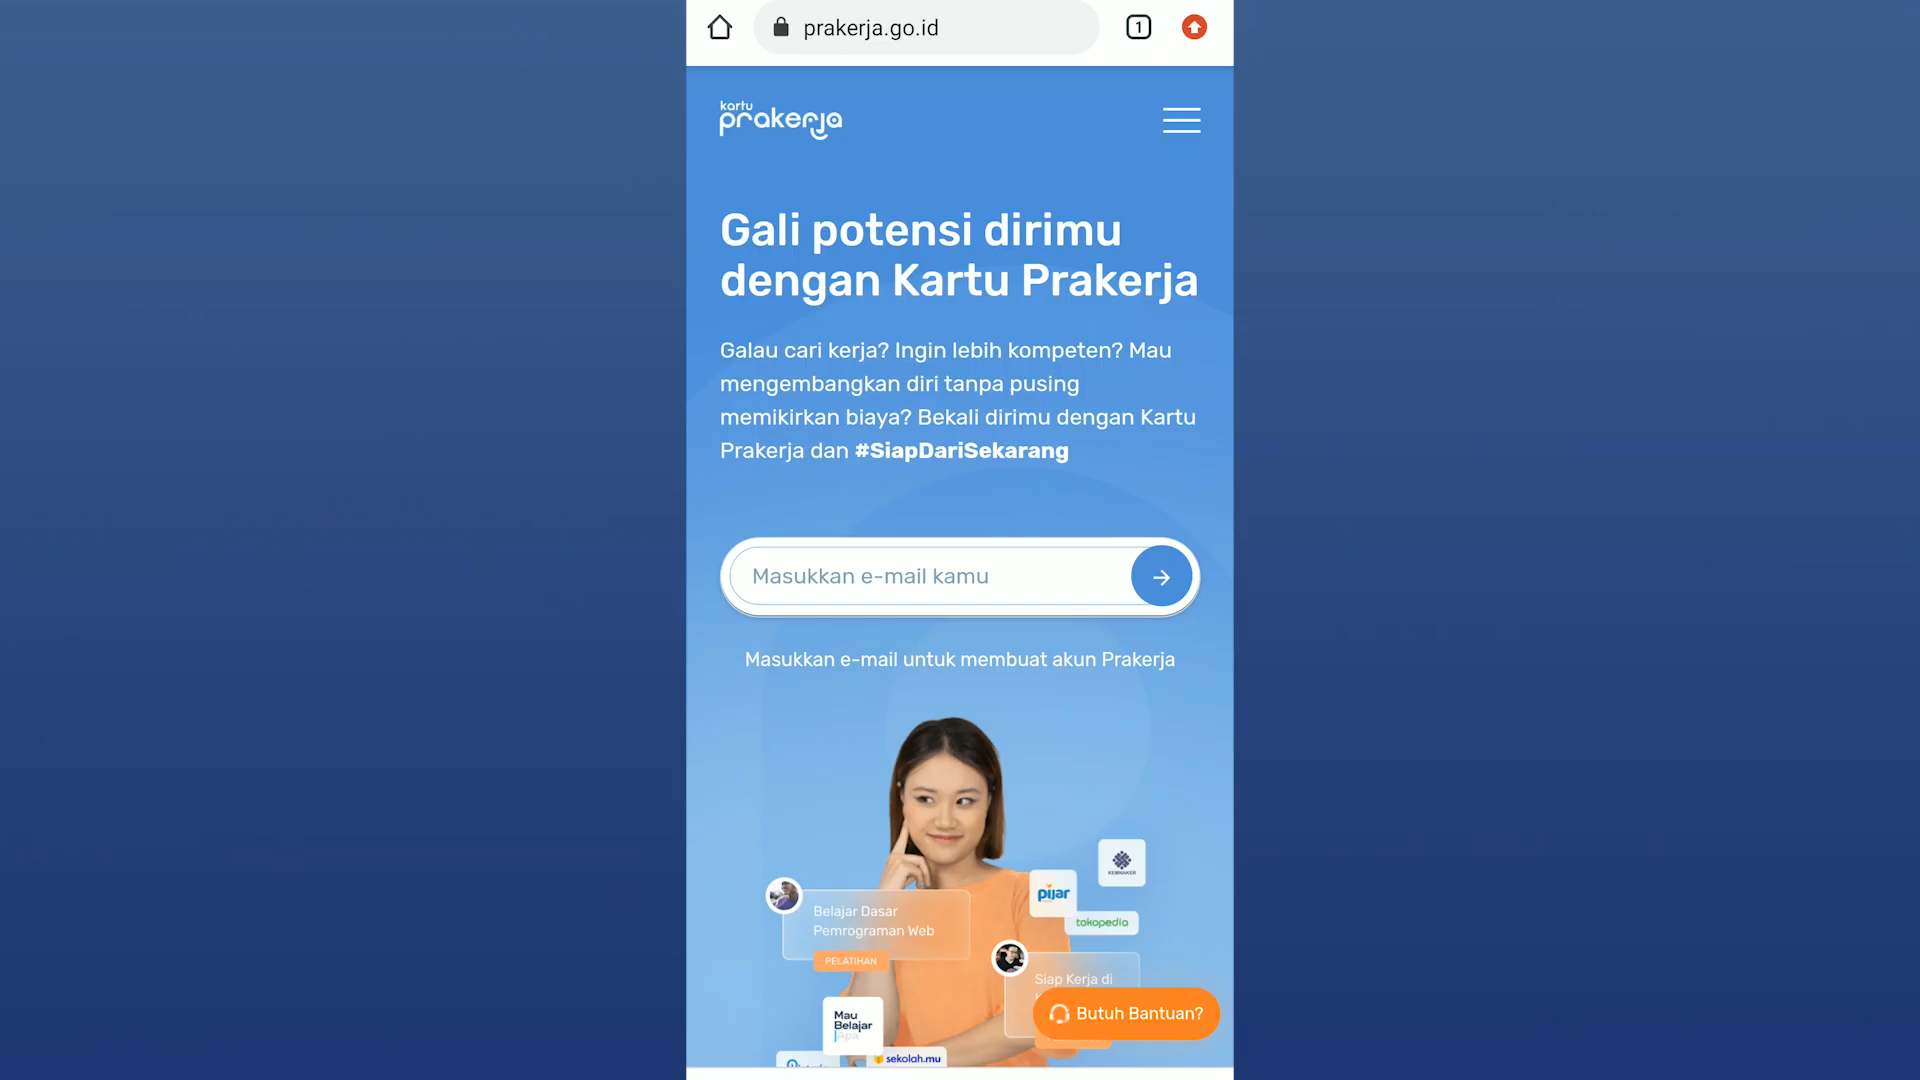 prakerja.go.id
1
kartu
prakerja
Gali potensi dirimu
dengan Kartu Prakerja
Galau cari kerja? Ingin lebih kompeten? Mau
mengembangkan diri tanpa pusing
memikirkan biaya? Bekali dirimu dengan Kartu
Prakerja dan #SiapDariSekarang
Masukkan e-mail kamu
Masukkan e-mail untuk membuat akun Prakerja
KEMNAKER
pijar
tokopedia
Belajar Dasar
Pemrograman Web
PELATIHAN
Siap Kerja di
Butuh Bantuan?
Mau
Belajar
Apa
sekolah.mu